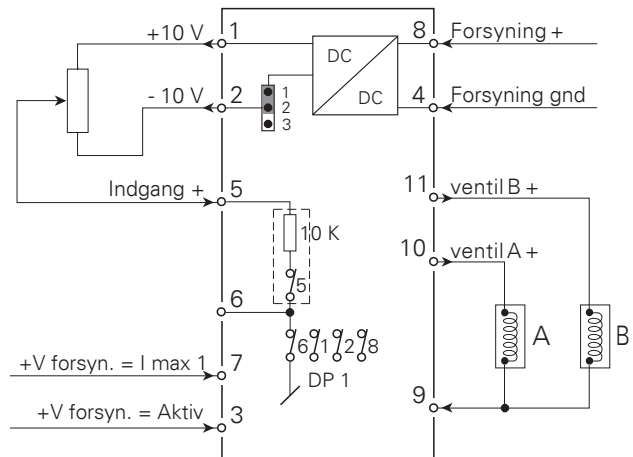 +10 V
1
8
Forsyning +
DC
DC
- 10 V
2
1
2
3
4
Forsyning gnd
Indgang +
5
11
ventil B +
10 K
10
ventil A +
5
6
A
B
6
1
2
8
DP 1
+V forsyn. = I max 1
7
9
+V forsyn. = Aktiv
3